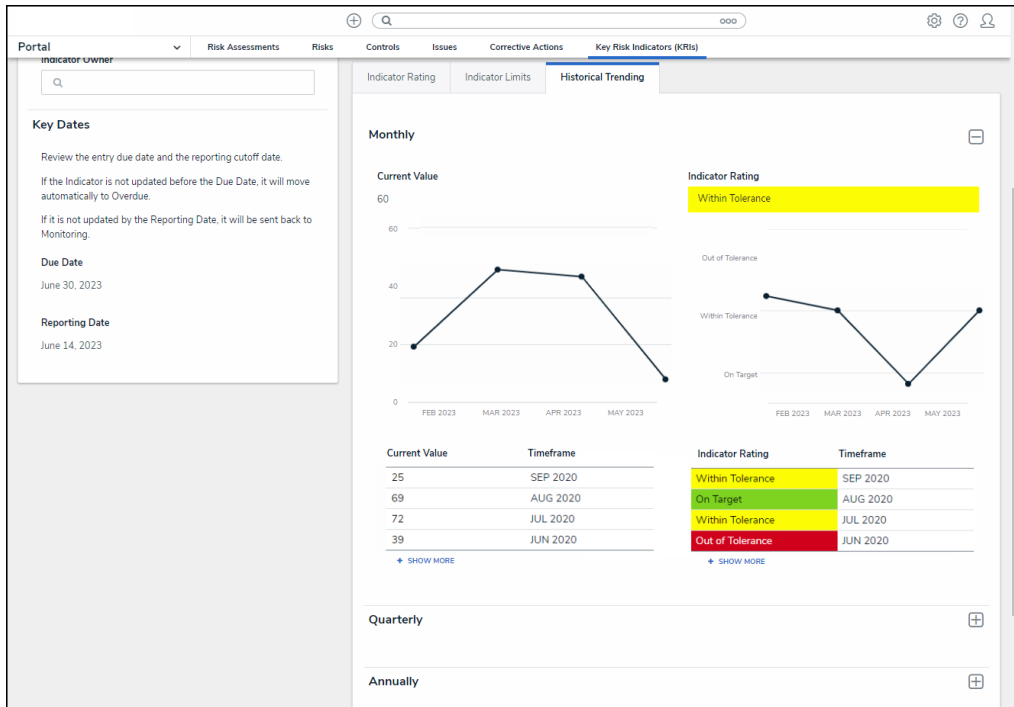 Portal
Risk Assessments
Risks
Controls
Issues
Corrective Actions
Key Risk Indicators (KRIs)
Indicator Owner
Key Dates
Review the entry due date and the reporting cutoff date.
If the Indicator is not updated before the Due Date, it will move
automatically to Overdue.
If it is not updated by the Reporting Date, it will be sent back to
Monitoring.
Due Date
June 30, 2023
Reporting Date
June 14, 2023
Indicator Rating
Indicator Limits
Historical Trending
Monthly
Current Value
60
60
40
20
0
FEB 2023
MAR 2023
APR 2023
MAY 2023
Indicator Rating
Within Tolerance
Out of Tolerance
Within Tolerance
On Target
FEB 2023
MAR 2023
APR 2023
MAY 2023
Current Value Timeframe
25 SEP 2020
69 AUG 2020
72 JUL 2020
39 JUN 2020
+ SHOW MORE
Indicator Rating Timeframe
Within Tolerance SEP 2020
On Target AUG 2020
Within Tolerance JUL 2020
Out of Tolerance JUN 2020
+ SHOW MORE
Quarterly
Annually